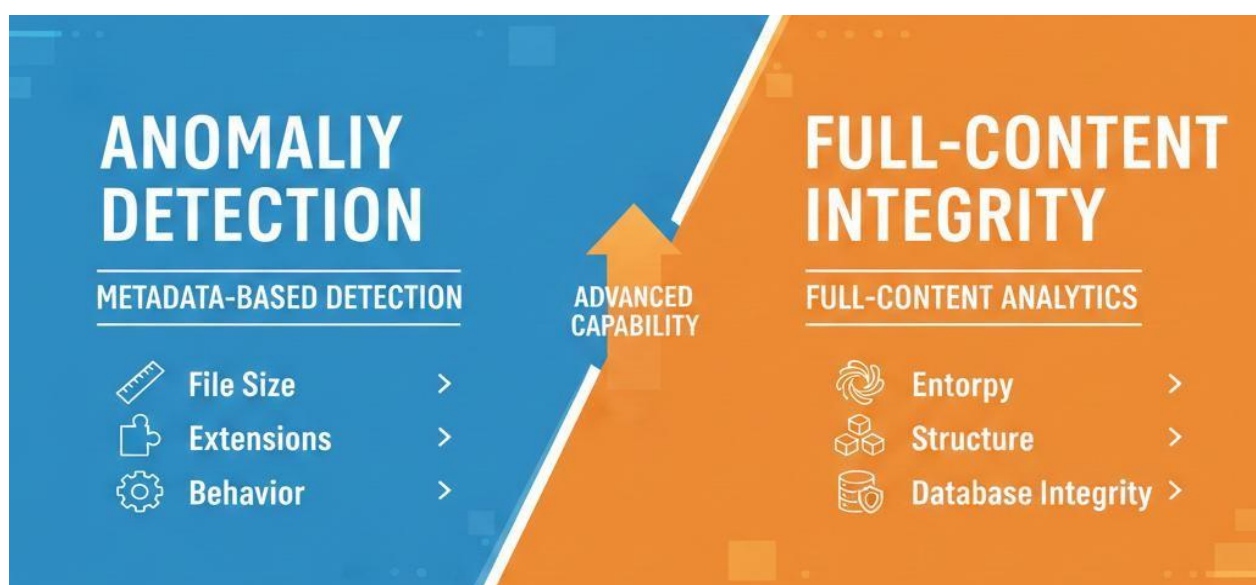 ANOMALIY
DETECTION
METADATA-BASED DETECTION
File Size
Extensions
Behavior
ADVANCED
CAPABILITY
FULL-CONTENT
INTEGRITY
FULL-CONTENT ANALYTICS
Entorpy
Structure
Database Integrity